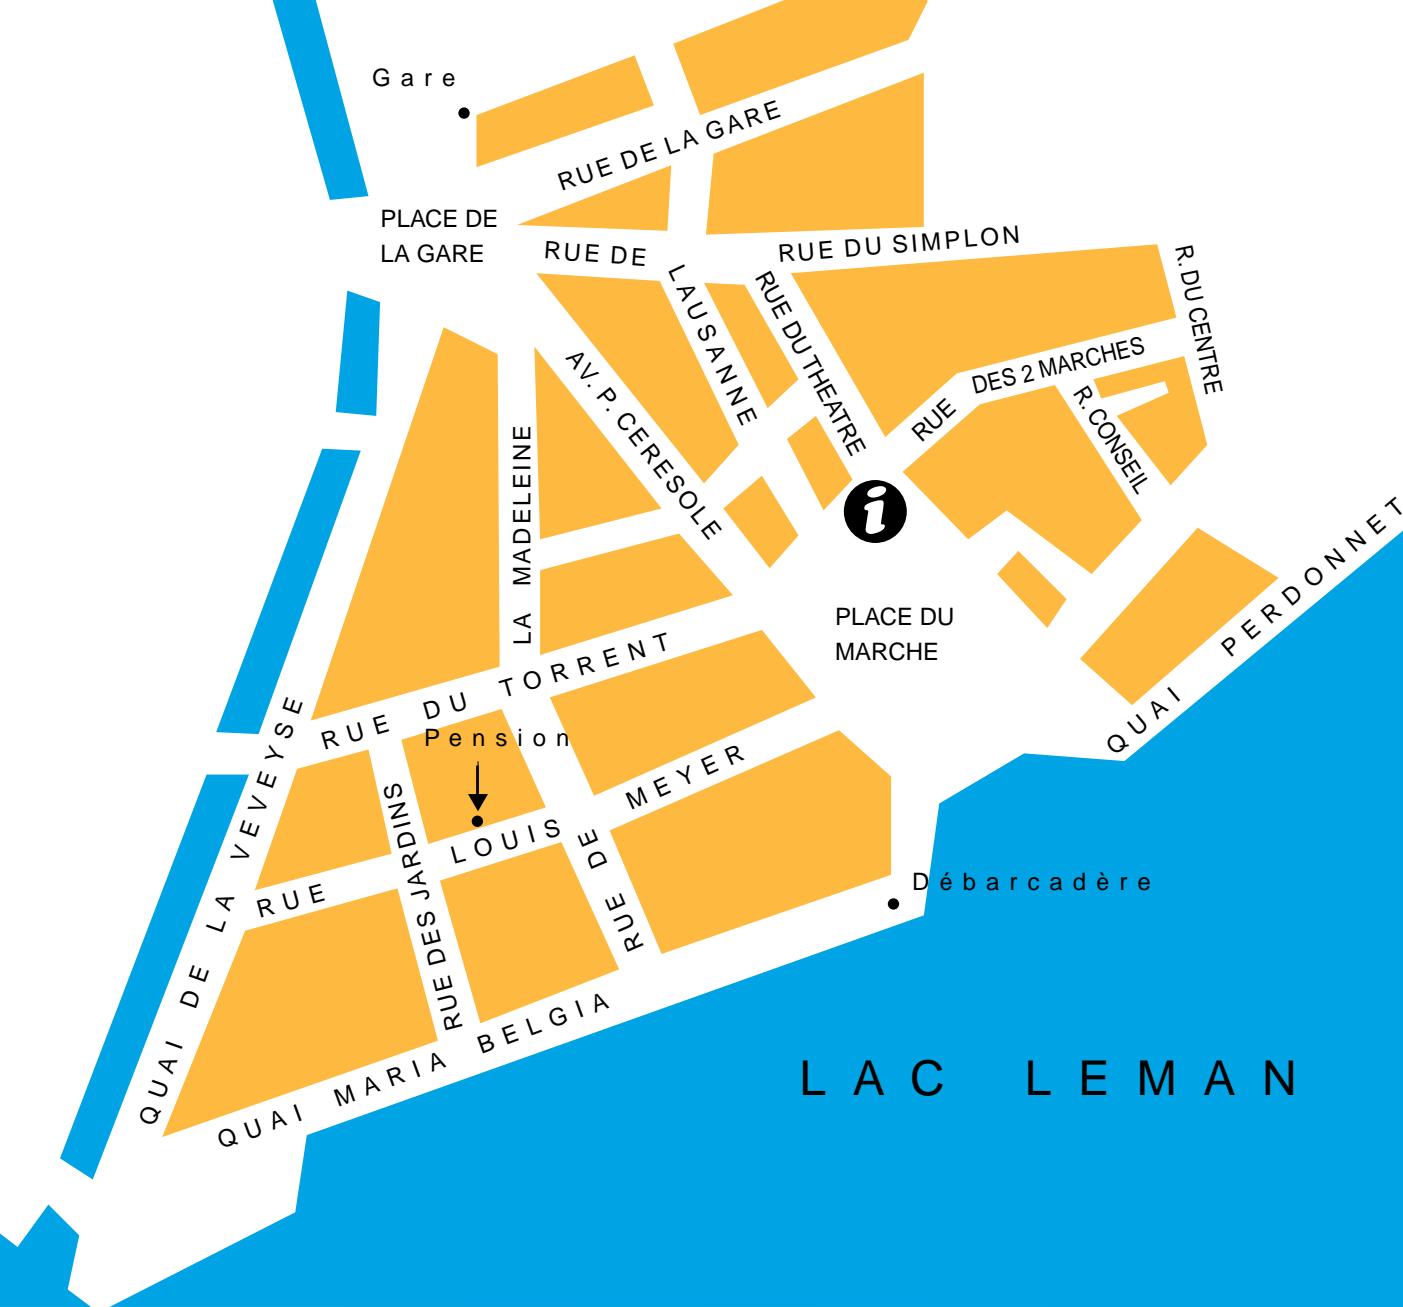 Gare
RUE DE LA GARE
PLACE DE
LA GARE
RUE DE
LAUSANNE
RUE DU SIMPLON
R. DU CENTRE
RUE DU THEATRE
RUE
DES 2 MARCHES
R. CONSEIL
AV. P. CERESOLE
LA MADELEINE
i
QUAI PERDONNET
PLACE DU
MARCHE
RUE DU TORRENT
Pension
RUE LOUIS MEYER
RUE DES JARDINS
RUE DE
QUAI DE LA VEVEYSE
Débarcadère
QUAI MARIA BELGIA
LAC LEMAN